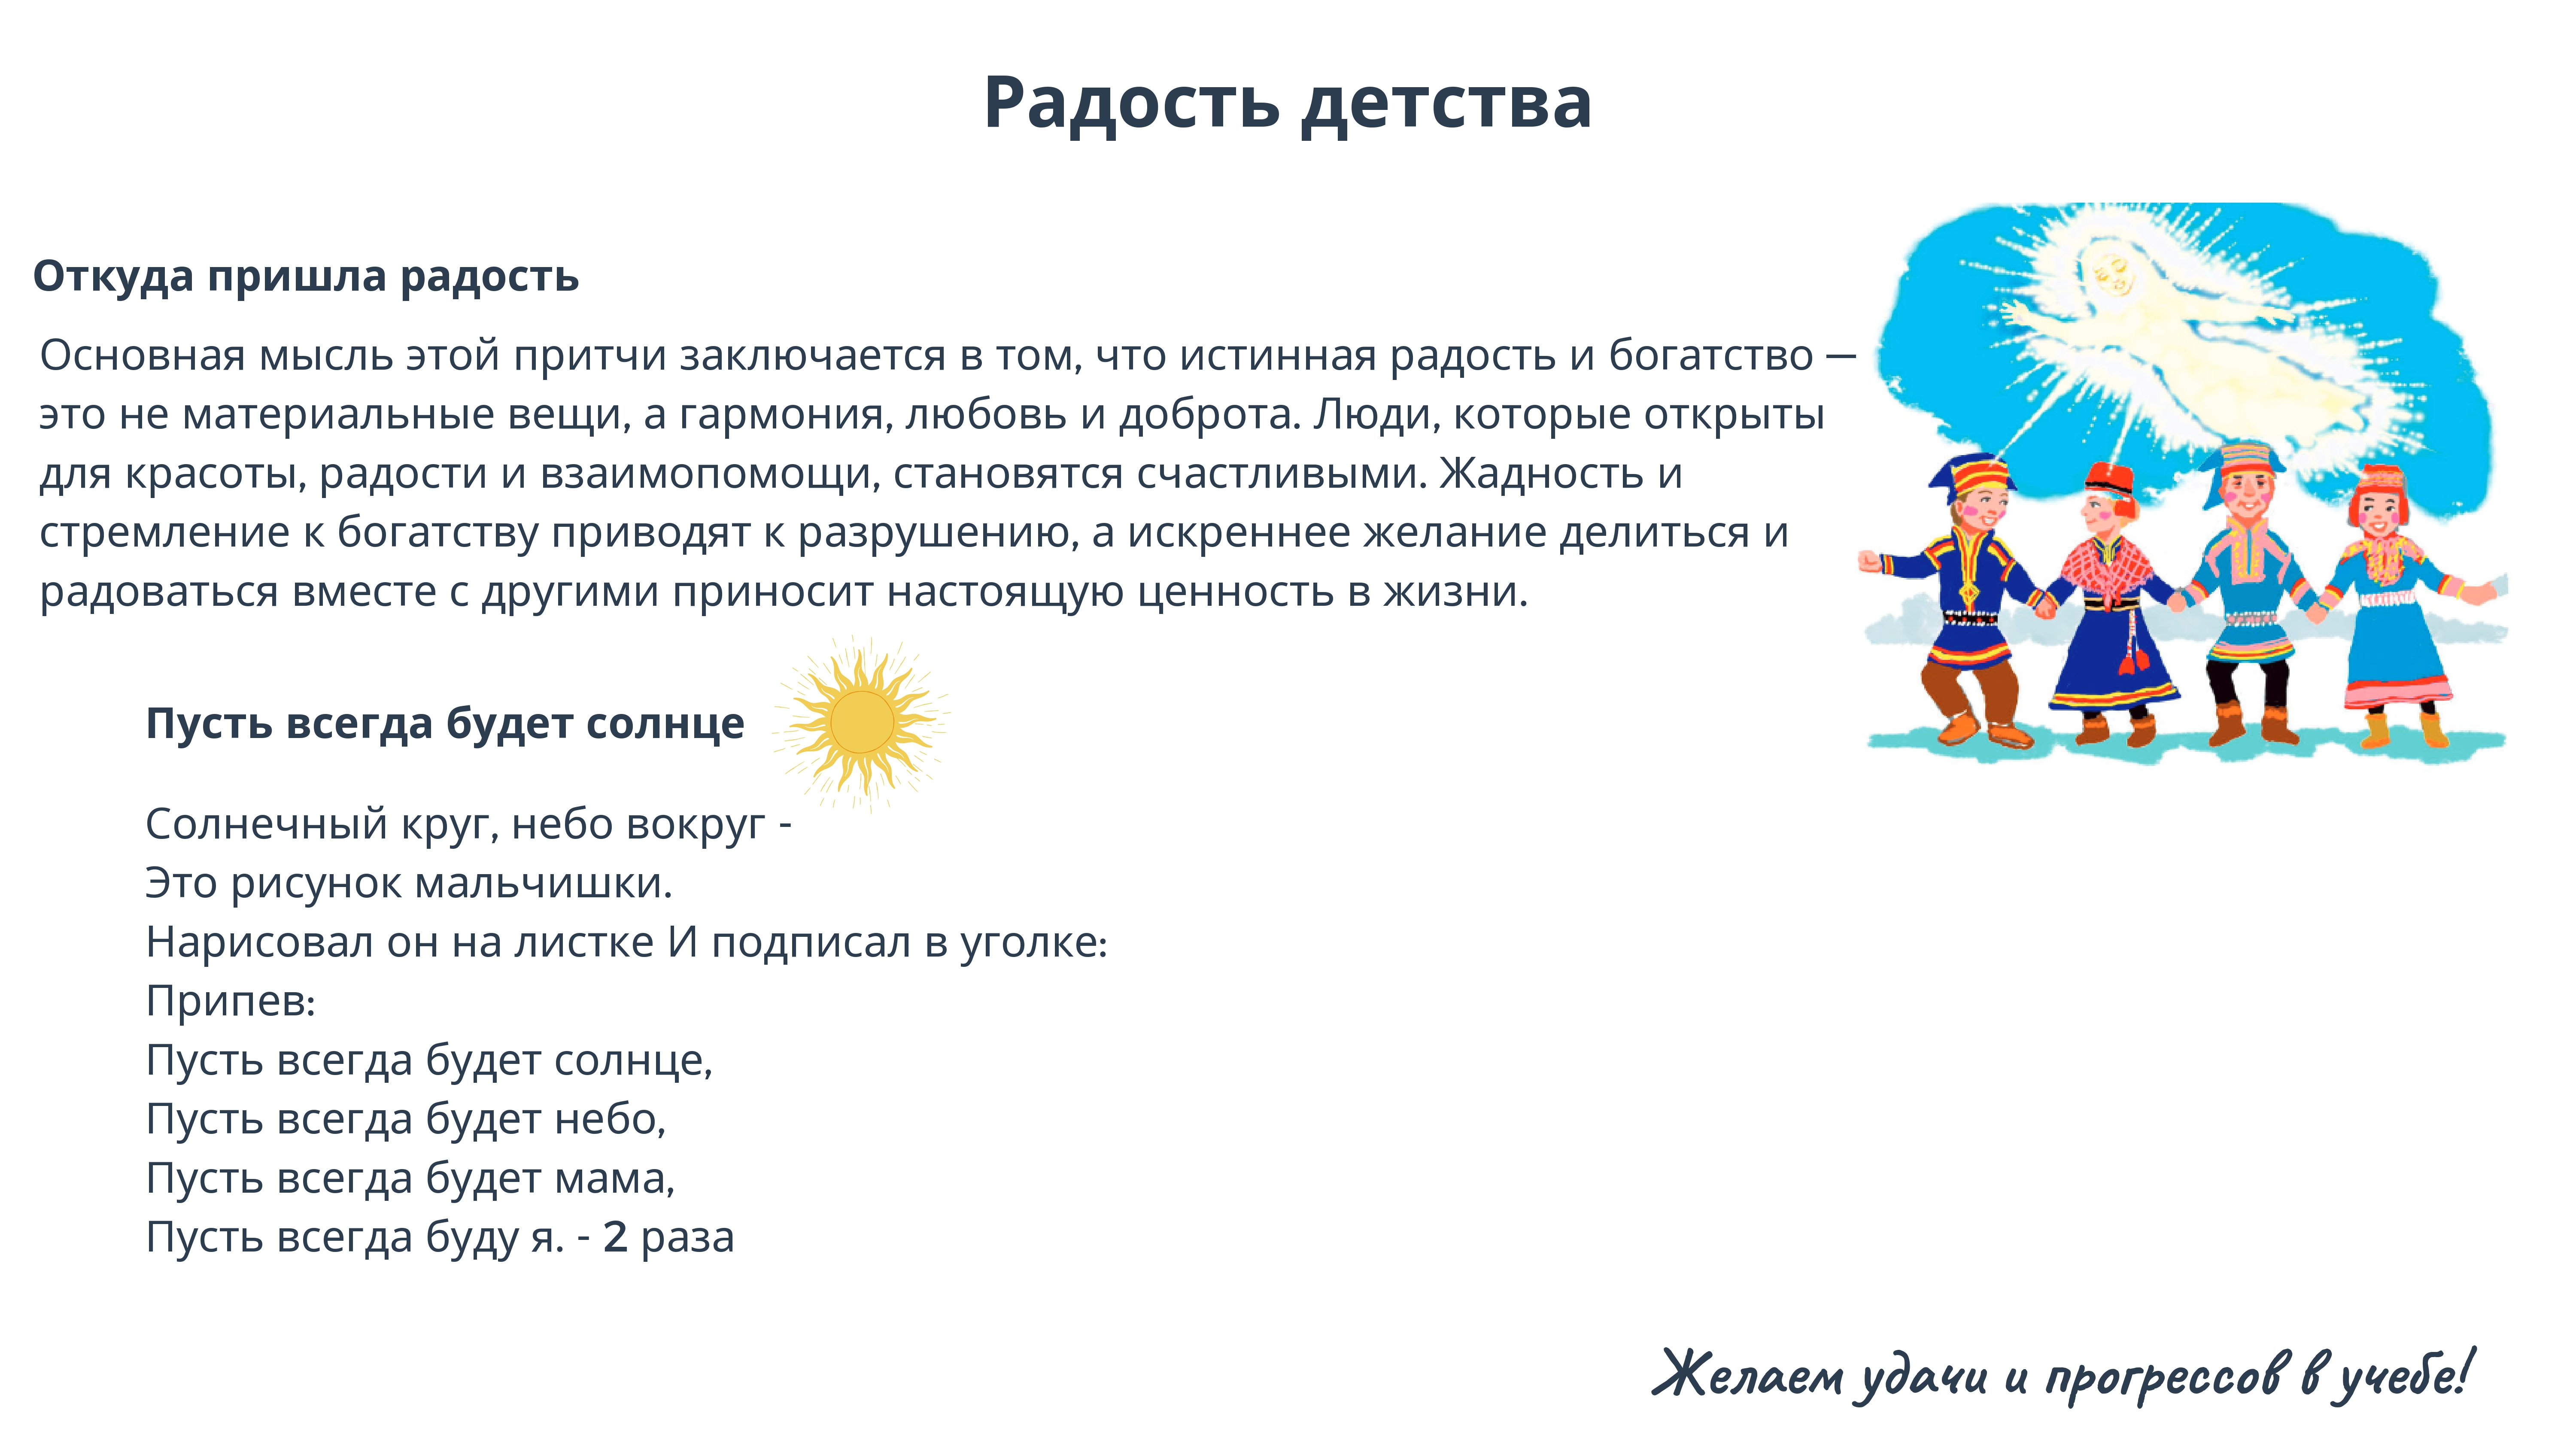 Радость детства
Откуда пришла радость
Основная мысль этой притчи заключается в том, что истинная радость и богатство —
это не материальные вещи, а гармония, любовь и доброта. Люди, которые открыты
для красоты, радости и взаимопомощи, становятся счастливыми. Жадность и
стремление к богатству приводят к разрушению, а искреннее желание делиться и
радоваться вместе с другими приносит настоящую ценность в жизни.
Пусть всегда будет солнце
Солнечный круг, небо вокруг -
Это рисунок мальчишки.
Нарисовал он на листке И подписал в уголке:
Припев:
Пусть всегда будет солнце,
Пусть всегда будет небо,
Пусть всегда будет мама,
Пусть всегда буду я. - 2 раза
Желаем удачи и прогрессов в учебе!